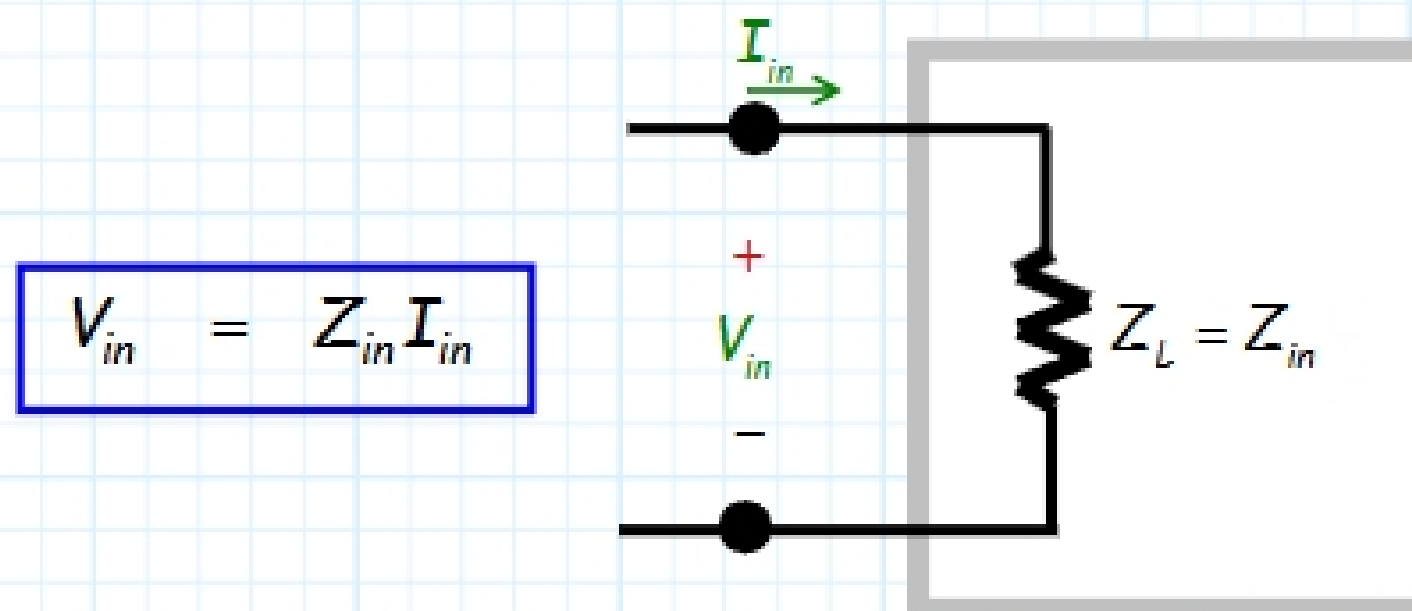 I_in
+
V_in = Z_in I_in
V_in
Z_L = Z_in
−